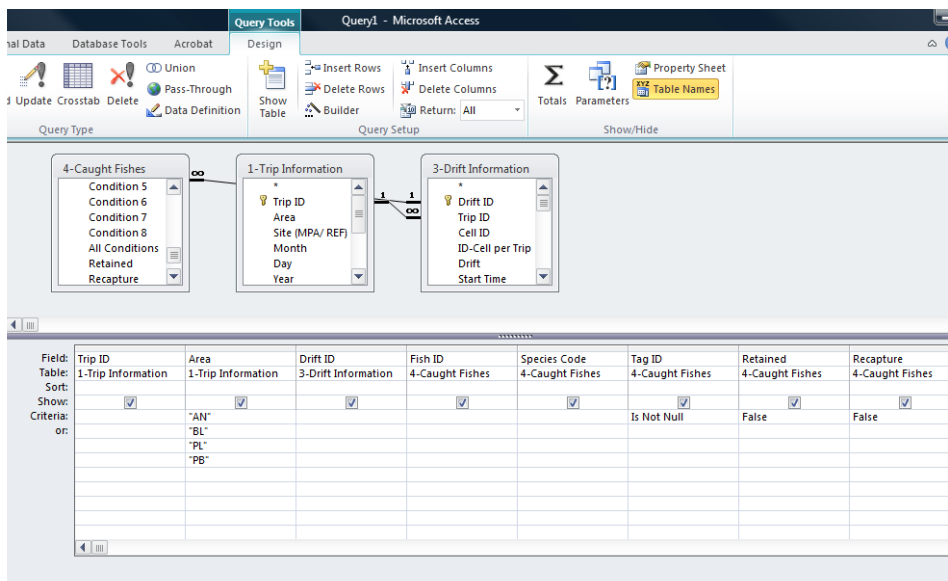 Query Tools
Query1 - Microsoft Access
nal Data Database Tools Acrobat Design
d Update Crosstab Delete
Union
Pass-Through
Data Definition
Query Type
Show Table
Insert Rows
Delete Rows
Builder
Insert Columns
Delete Columns
Return: All
Query Setup
Σ
Totals Parameters
Property Sheet
XYZ Table Names
Show/Hide
4-Caught Fishes
Condition 5
Condition 6
Condition 7
Condition 8
All Conditions
Retained
Recapture
∞
1-Trip Information
*
Trip ID
Area
Site (MPA/ REF)
Month
Day
Year
1 1
∞
3-Drift Information
*
Drift ID
Trip ID
Cell ID
ID-Cell per Trip
Drift
Start Time
Field: Trip ID Area Drift ID Fish ID Species Code Tag ID Retained Recapture
Table: 1-Trip Information 1-Trip Information 3-Drift Information 4-Caught Fishes 4-Caught Fishes 4-Caught Fishes 4-Caught Fishes 4-Caught Fishes
Sort:
Show:
Criteria: "AN" Is Not Null False False
or: "BL"
"PL"
"PB"